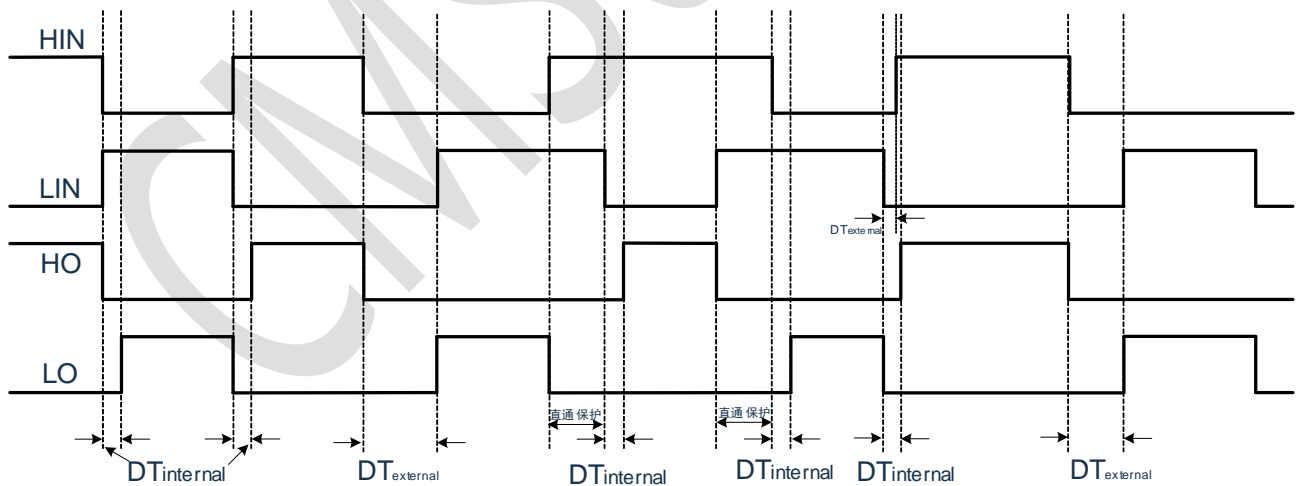 HIN
LIN
DTexternal
HO
LO
直通保护 直通保护
DTinternal DTexternal DTinternal DTinternal DTinternal DTexternal
CMS